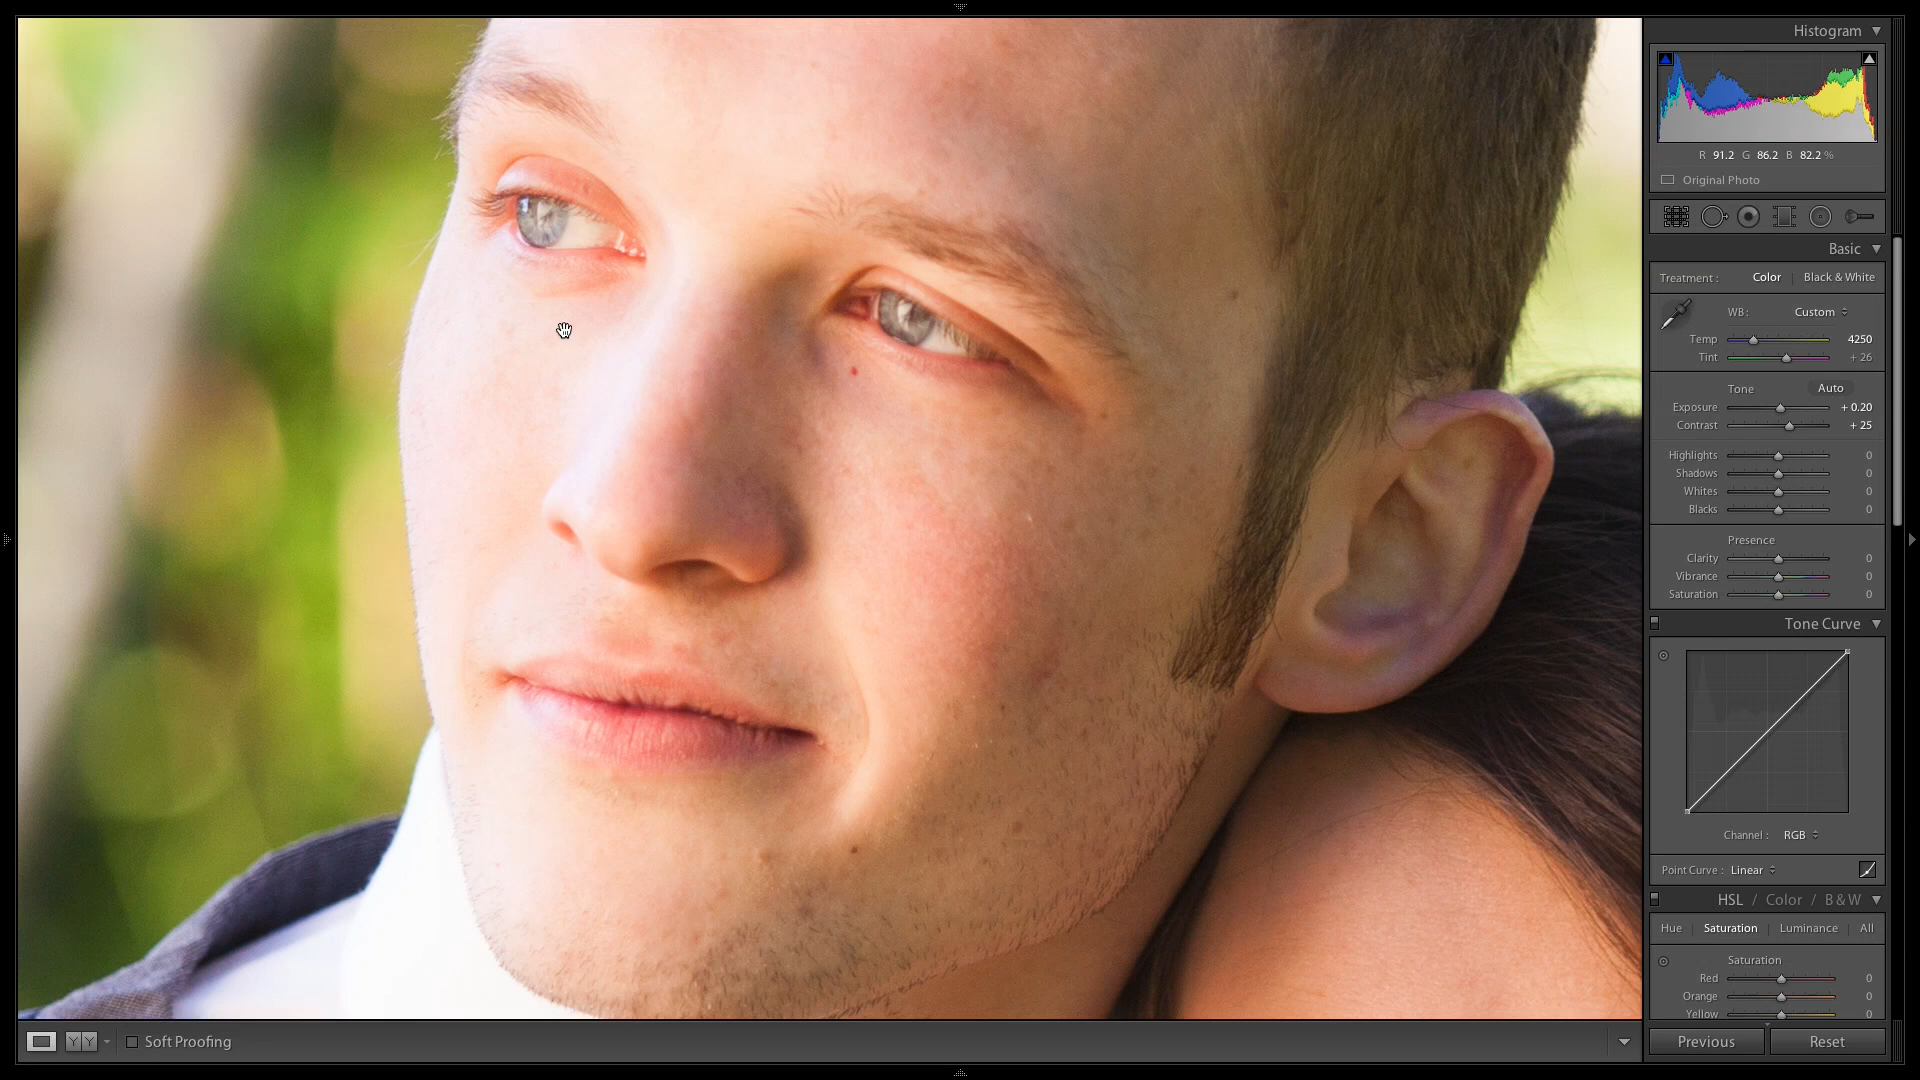 Histogram
R 91.2 G 86.2 B 82.2 %
Original Photo
Basic
Treatment : Color Black & White
WB : Custom
Temp 4250
Tint + 26
Tone Auto
Exposure + 0.20
Contrast + 25
Highlights 0
Shadows 0
Whites 0
Blacks 0
Presence
Clarity 0
Vibrance 0
Saturation 0
Tone Curve
Channel : RGB
Point Curve : Linear
HSL / Color / B & W
Hue Saturation Luminance All
Saturation
Red 0
Orange 0
Yellow 0
Y Y Soft Proofing
Previous Reset